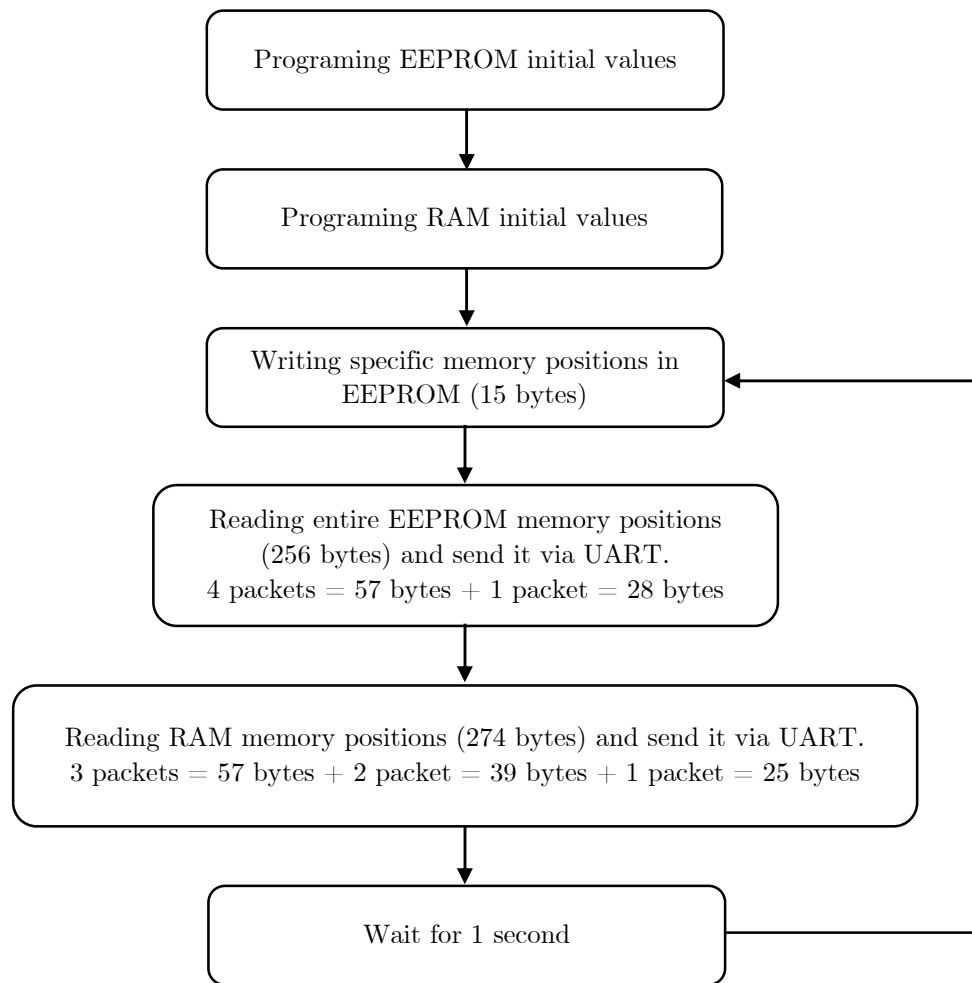 Programing EEPROM initial values
Programing RAM initial values
Writing specific memory positions in
EEPROM (15 bytes)
Reading entire EEPROM memory positions
(256 bytes) and send it via UART.
4 packets = 57 bytes + 1 packet = 28 bytes
Reading RAM memory positions (274 bytes) and send it via UART.
3 packets = 57 bytes + 2 packet = 39 bytes + 1 packet = 25 bytes
Wait for 1 second